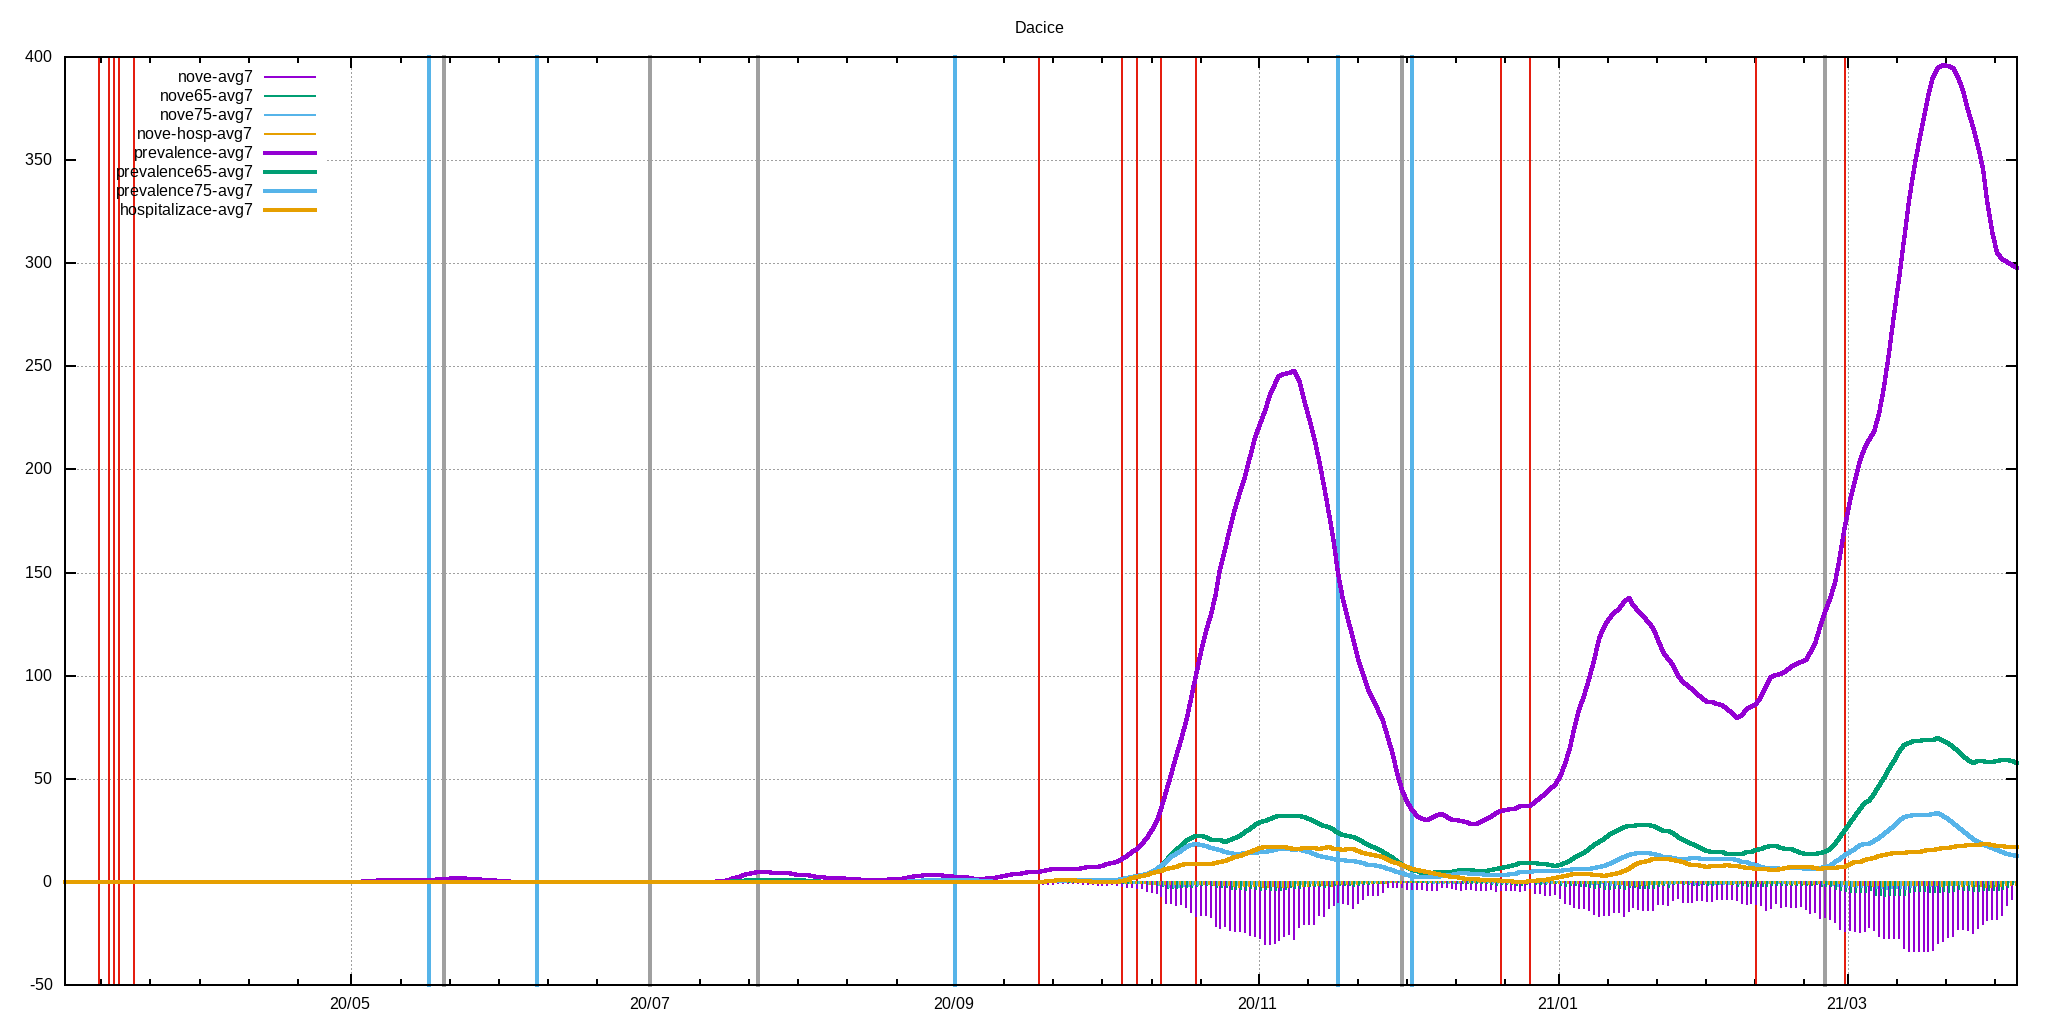 Dacice
400
350
300
250
200
150
100
50
0
-50
nove-avg7
nove65-avg7
nove75-avg7
nove-hosp-avg7
prevalence-avg7
prevalence65-avg7
prevalence75-avg7
hospitalizace-avg7
20/05 20/07 20/09 20/11 21/01 21/03